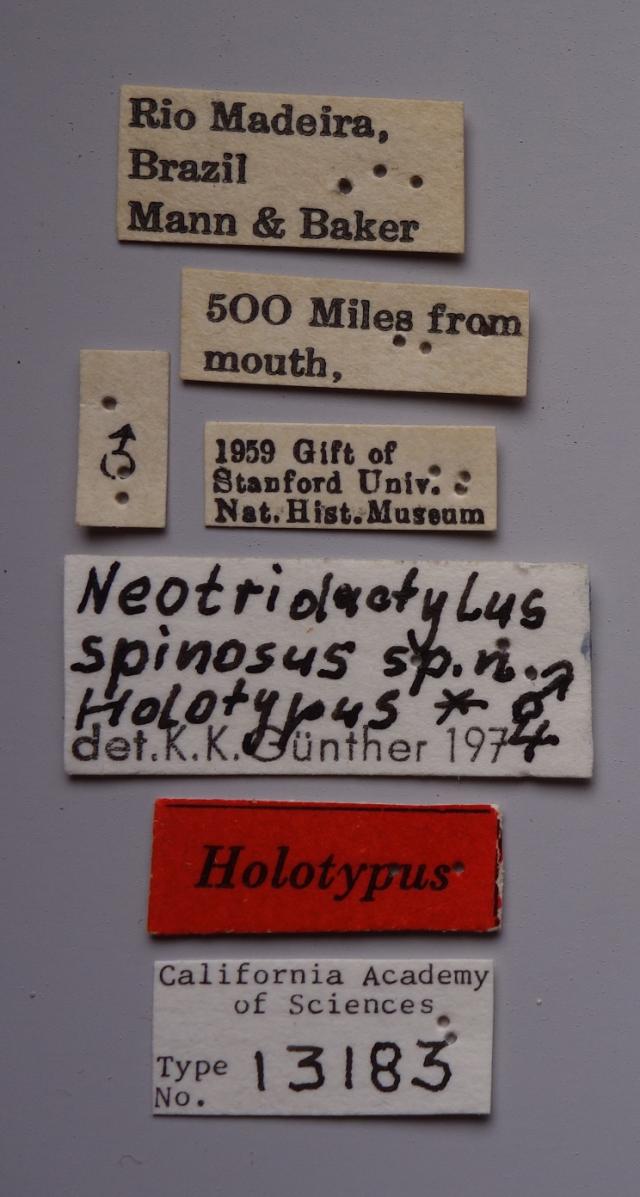 Rio Madeira,
Brazil
Mann & Baker
500 Miles from
mouth,
♂
1959 Gift of
Stanford Univ.
Nat. Hist. Museum
Neotridactylus
spinosus sp. n.
Holotypus * ♂
det. K. K. Günther 1974
Holotypus
California Academy
of Sciences
Type
No. 13183